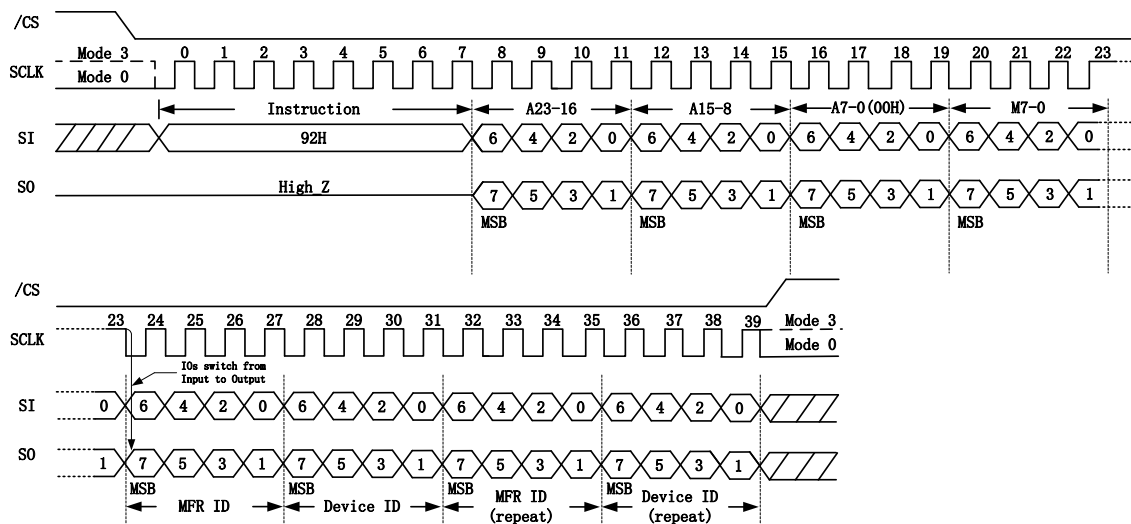 /CS
Mode 3 0 1 2 3 4 5 6 7 8 9 10 11 12 13 14 15 16 17 18 19 20 21 22 23
SCLK
Mode 0
Instruction A23-16 A15-8 A7-0(00H) M7-0
SI 92H 6 4 2 0 6 4 2 0 6 4 2 0 6 4 2 0
SO High_Z 7 5 3 1 7 5 3 1 7 5 3 1 7 5 3 1
MSB MSB MSB MSB
/CS
23 24 25 26 27 28 29 30 31 32 33 34 35 36 37 38 39 Mode 3
SCLK
Mode 0
IOs switch from
Input to Output
SI 0 6 4 2 0 6 4 2 0 6 4 2 0 6 4 2 0
SO 1 7 5 3 1 7 5 3 1 7 5 3 1 7 5 3 1
MSB MSB MSB MSB
MFR ID Device ID MFR ID Device ID
(repeat) (repeat)